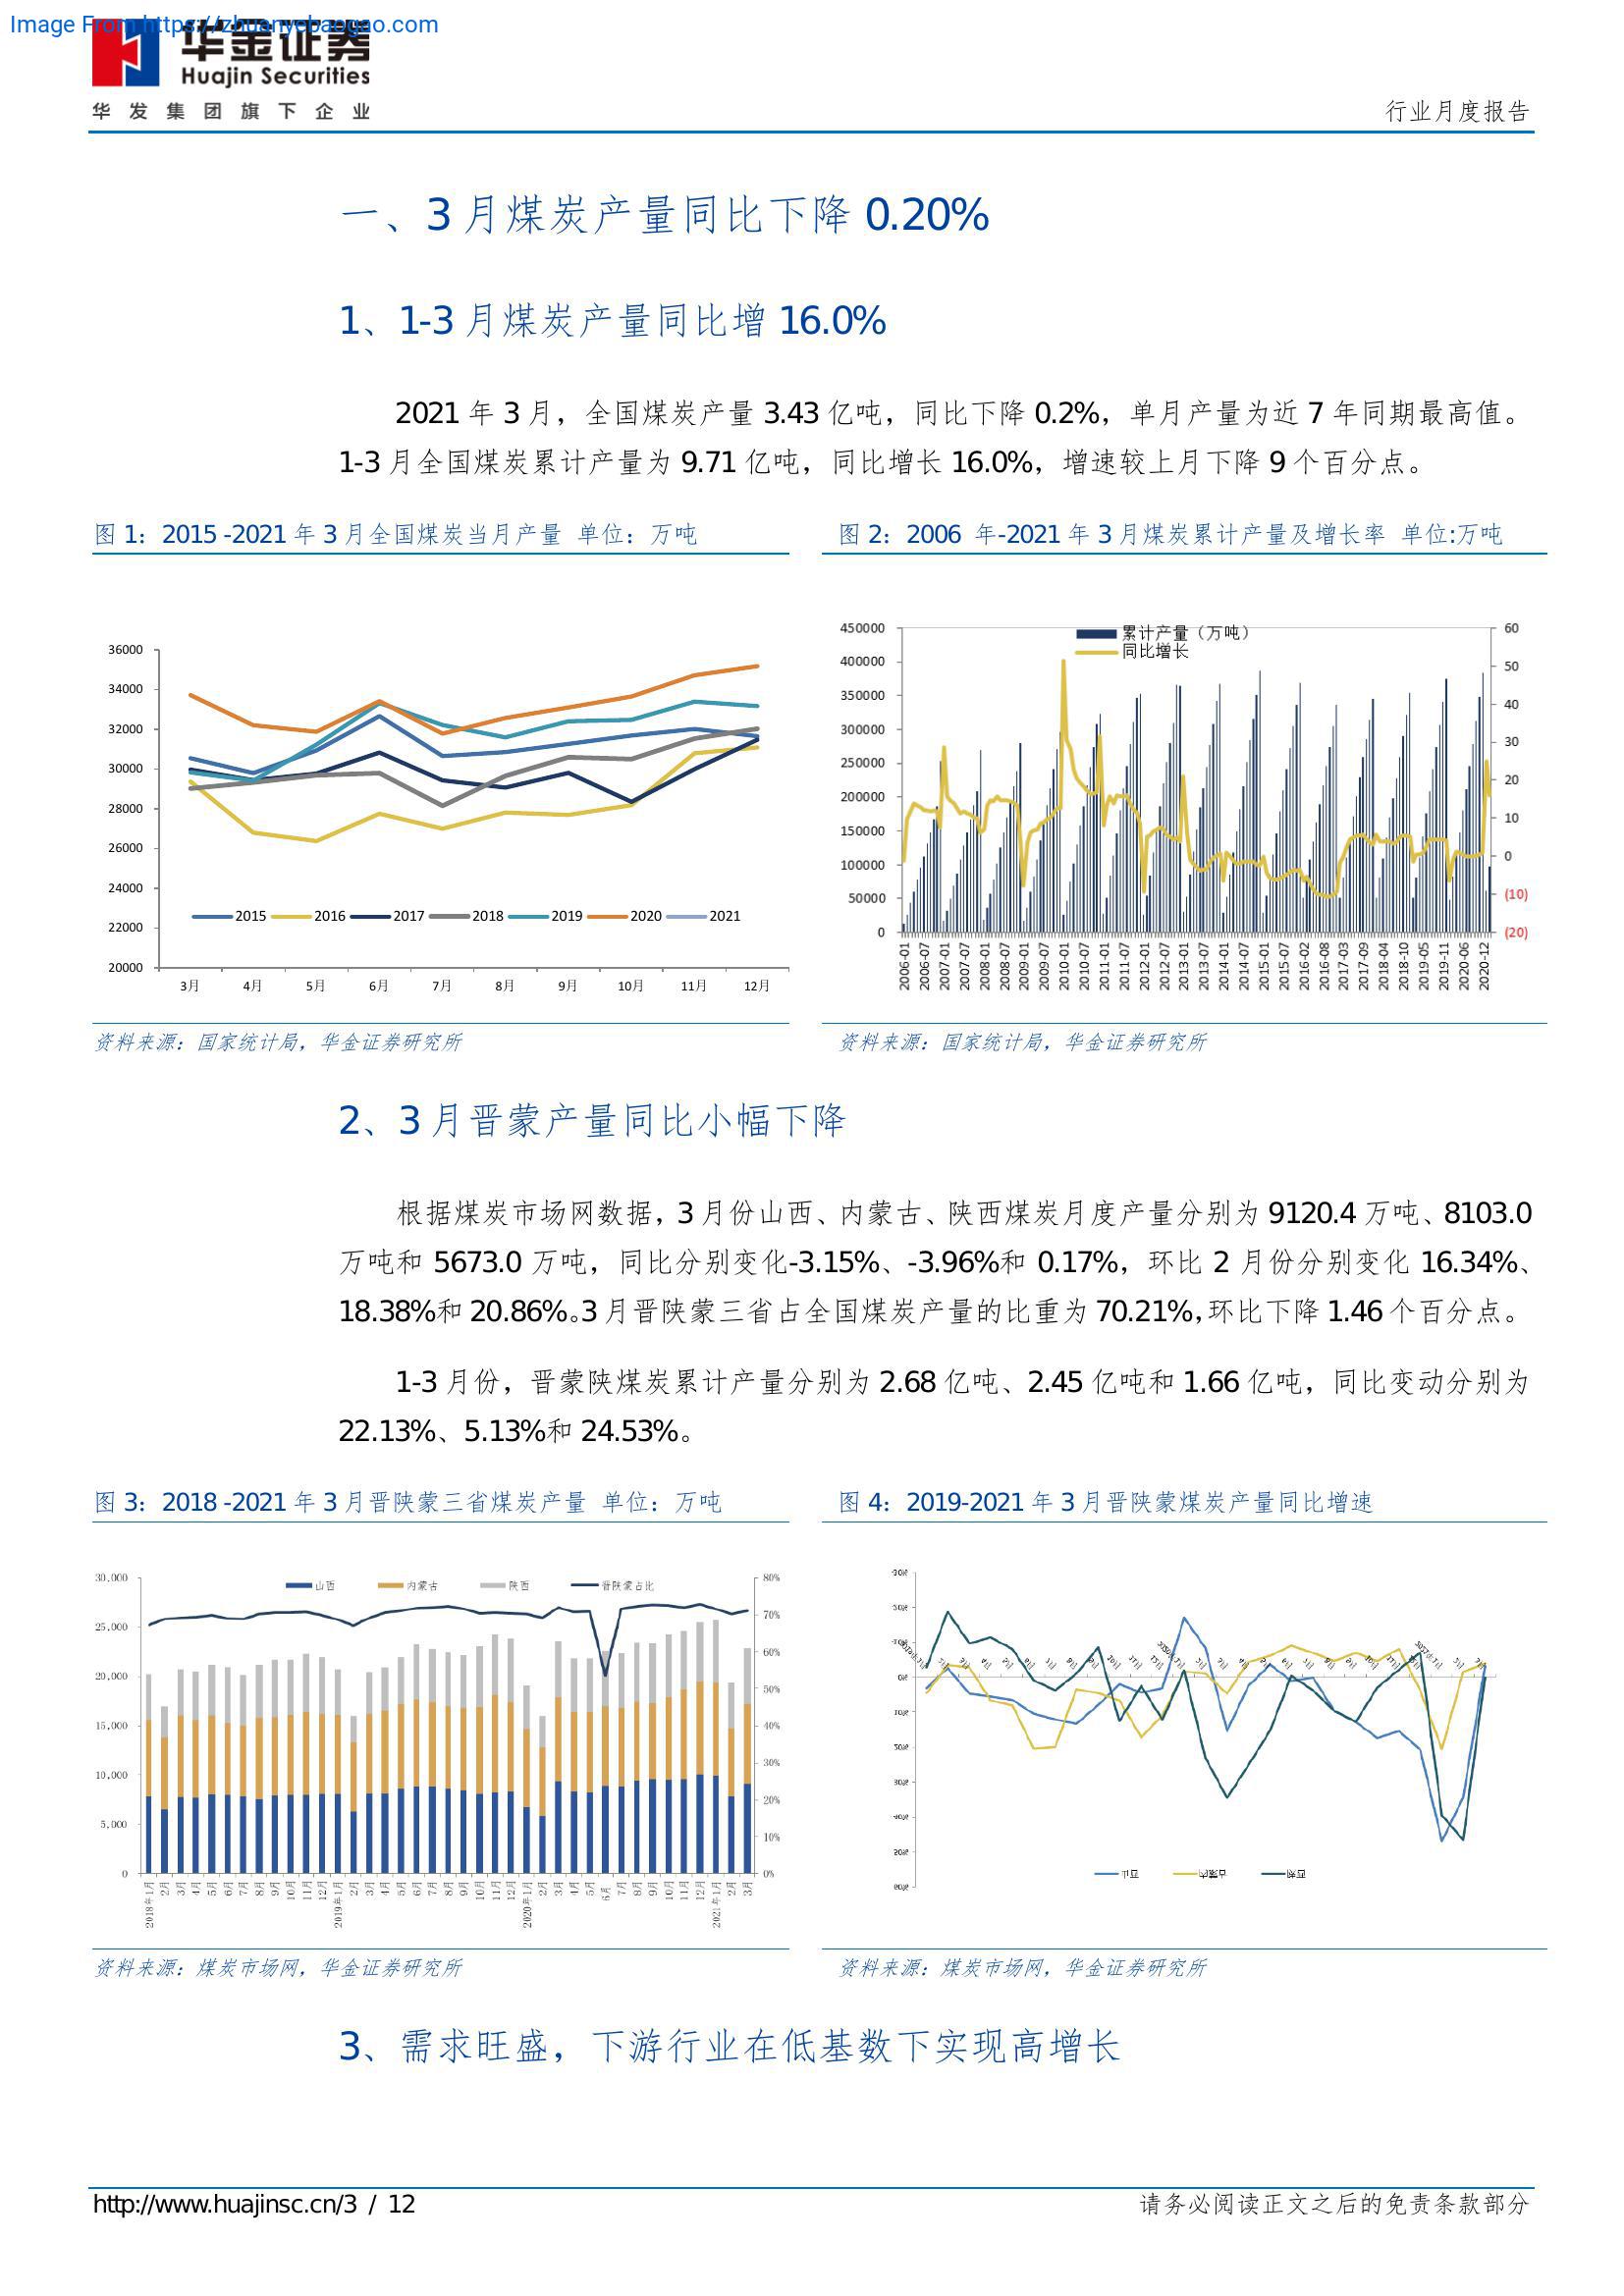 Image From https://zhuanyebaogao.com
华金证券
Huajin Securities
华发集团旗下企业
行业月度报告
一、3 月煤炭产量同比下降 0.20%
1、1-3 月煤炭产量同比增 16.0%
2021 年 3 月，全国煤炭产量 3.43 亿吨，同比下降 0.2%，单月产量为近 7 年同期最高值。
1-3 月全国煤炭累计产量为 9.71 亿吨，同比增长 16.0%，增速较上月下降 9 个百分点。
图 1：2015 -2021 年 3 月全国煤炭当月产量 单位：万吨
36000
34000
32000
30000
28000
26000
24000
22000
20000
2015 2016 2017 2018 2019 2020 2021
3月 4月 5月 6月 7月 8月 9月 10月 11月 12月
资料来源：国家统计局，华金证券研究所
图 2：2006 年-2021 年 3 月煤炭累计产量及增长率 单位:万吨
累计产量（万吨）
同比增长
450000
400000
350000
300000
250000
200000
150000
100000
50000
0
60
50
40
30
20
10
0
(10)
(20)
2006-01 2006-07 2007-01 2007-07 2008-01 2008-07 2009-01 2009-07 2010-01 2010-07 2011-01 2011-07 2012-01 2012-07 2013-01 2013-07 2014-01 2014-07 2015-01 2015-07 2016-02 2016-08 2017-03 2017-09 2018-04 2018-10 2019-05 2019-11 2020-06 2020-12
资料来源：国家统计局，华金证券研究所
2、3 月晋蒙产量同比小幅下降
根据煤炭市场网数据，3 月份山西、内蒙古、陕西煤炭月度产量分别为 9120.4 万吨、8103.0
万吨和 5673.0 万吨，同比分别变化-3.15%、-3.96%和 0.17%，环比 2 月份分别变化 16.34%、
18.38%和 20.86%。3 月晋陕蒙三省占全国煤炭产量的比重为 70.21%，环比下降 1.46 个百分点。
1-3 月份，晋蒙陕煤炭累计产量分别为 2.68 亿吨、2.45 亿吨和 1.66 亿吨，同比变动分别为
22.13%、5.13%和 24.53%。
图 3：2018 -2021 年 3 月晋陕蒙三省煤炭产量 单位：万吨
山西 内蒙古 陕西 晋陕蒙占比
30,000
25,000
20,000
15,000
10,000
5,000
0
80%
70%
60%
50%
40%
30%
20%
10%
0%
2018年1月 2月 3月 4月 5月 6月 7月 8月 9月 10月 11月 12月 2019年1月 2月 3月 4月 5月 6月 7月 8月 9月 10月 11月 12月 2020年1月 2月 3月 4月 5月 6月 7月 8月 9月 10月 11月 12月 2021年1月 2月 3月
资料来源：煤炭市场网，华金证券研究所
图 4：2019-2021 年 3 月晋陕蒙煤炭产量同比增速
山西 内蒙古 陕西
资料来源：煤炭市场网，华金证券研究所
3、需求旺盛，下游行业在低基数下实现高增长
http://www.huajinsc.cn/3 / 12
请务必阅读正文之后的免责条款部分